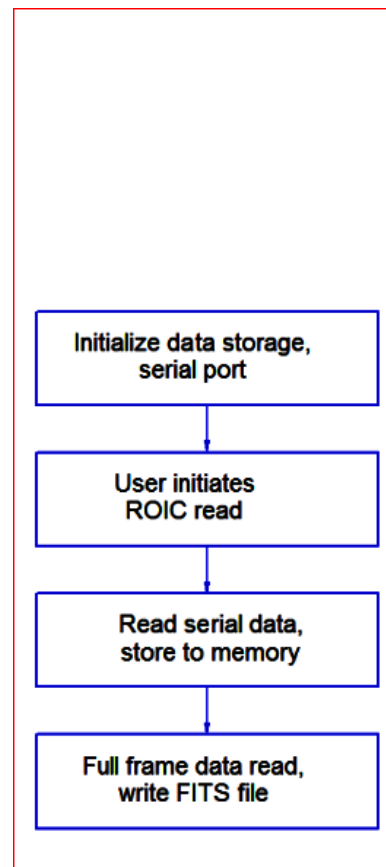 Initialize data storage,
serial port
User initiates
ROIC read
Read serial data,
store to memory
Full frame data read,
write FITS file